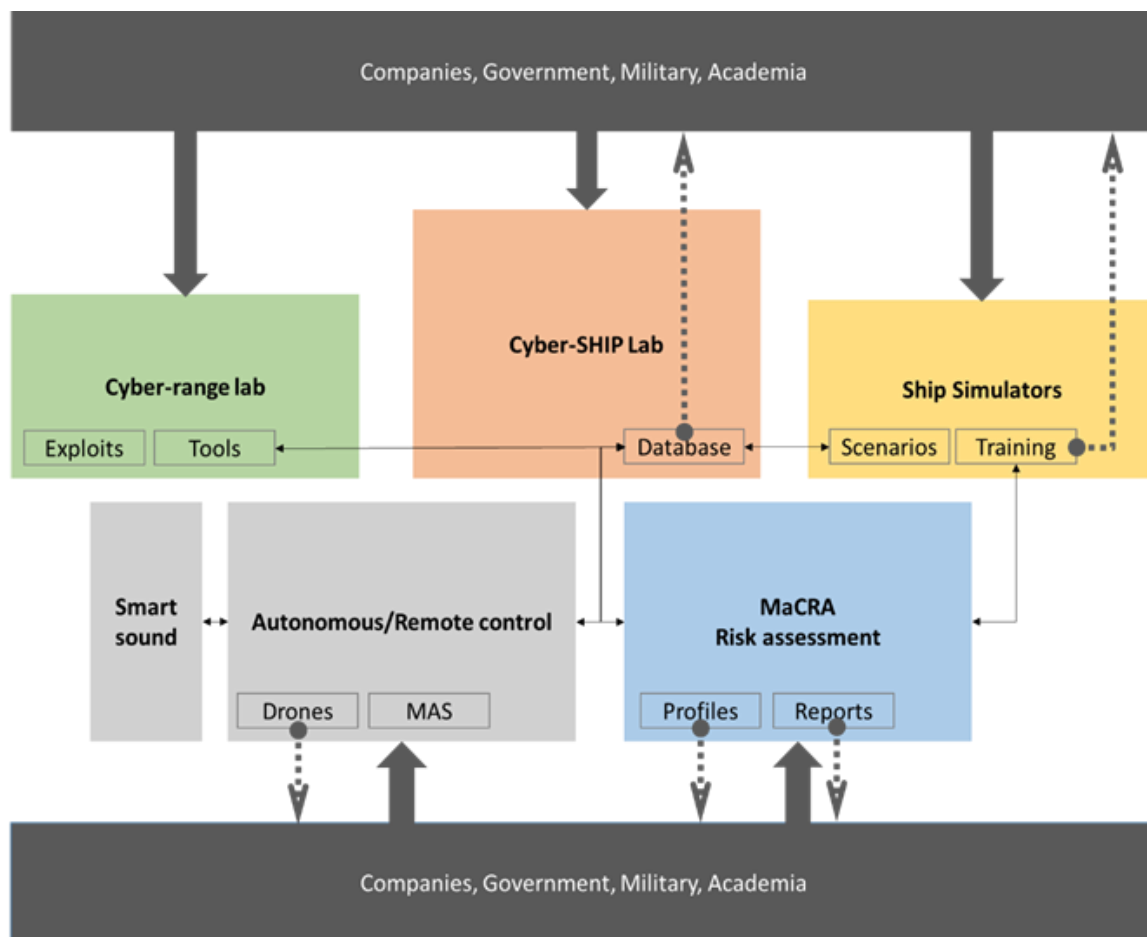 Companies, Government, Military, Academia
Cyber-SHIP Lab
Cyber-range lab
Ship Simulators
Exploits
Tools
Database
Scenarios
Training
Smart
sound
Autonomous/Remote control
MaCRA
Risk assessment
Drones
MAS
Profiles
Reports
Companies, Government, Military, Academia